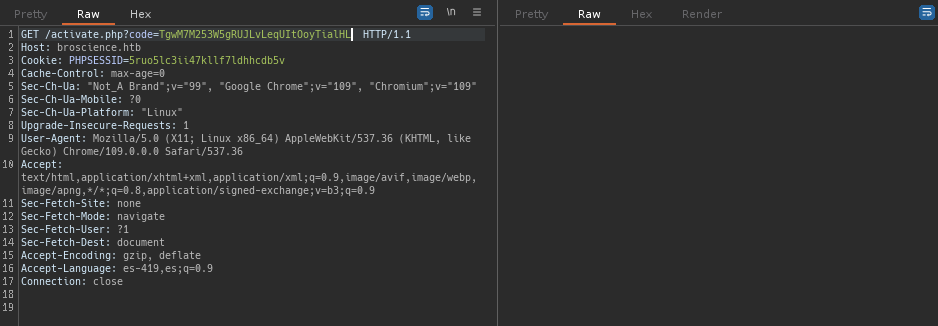 Pretty Raw Hex \n Pretty Raw Hex Render
1 GET /activate.php?code=TgwM7M253W5gRUJLvLeqUItOoyTialHL HTTP/1.1
2 Host: broscience.htb
3 Cookie: PHPSESSID=5ruo5lc3ii47kllf7ldhhcdb5v
4 Cache-Control: max-age=0
5 Sec-Ch-Ua: "Not_A Brand";v="99", "Google Chrome";v="109", "Chromium";v="109"
6 Sec-Ch-Ua-Mobile: ?0
7 Sec-Ch-Ua-Platform: "Linux"
8 Upgrade-Insecure-Requests: 1
9 User-Agent: Mozilla/5.0 (X11; Linux x86_64) AppleWebKit/537.36 (KHTML, like
Gecko) Chrome/109.0.0.0 Safari/537.36
10 Accept:
text/html,application/xhtml+xml,application/xml;q=0.9,image/avif,image/webp,
image/apng,*/*;q=0.8,application/signed-exchange;v=b3;q=0.9
11 Sec-Fetch-Site: none
12 Sec-Fetch-Mode: navigate
13 Sec-Fetch-User: ?1
14 Sec-Fetch-Dest: document
15 Accept-Encoding: gzip, deflate
16 Accept-Language: es-419,es;q=0.9
17 Connection: close
18
19